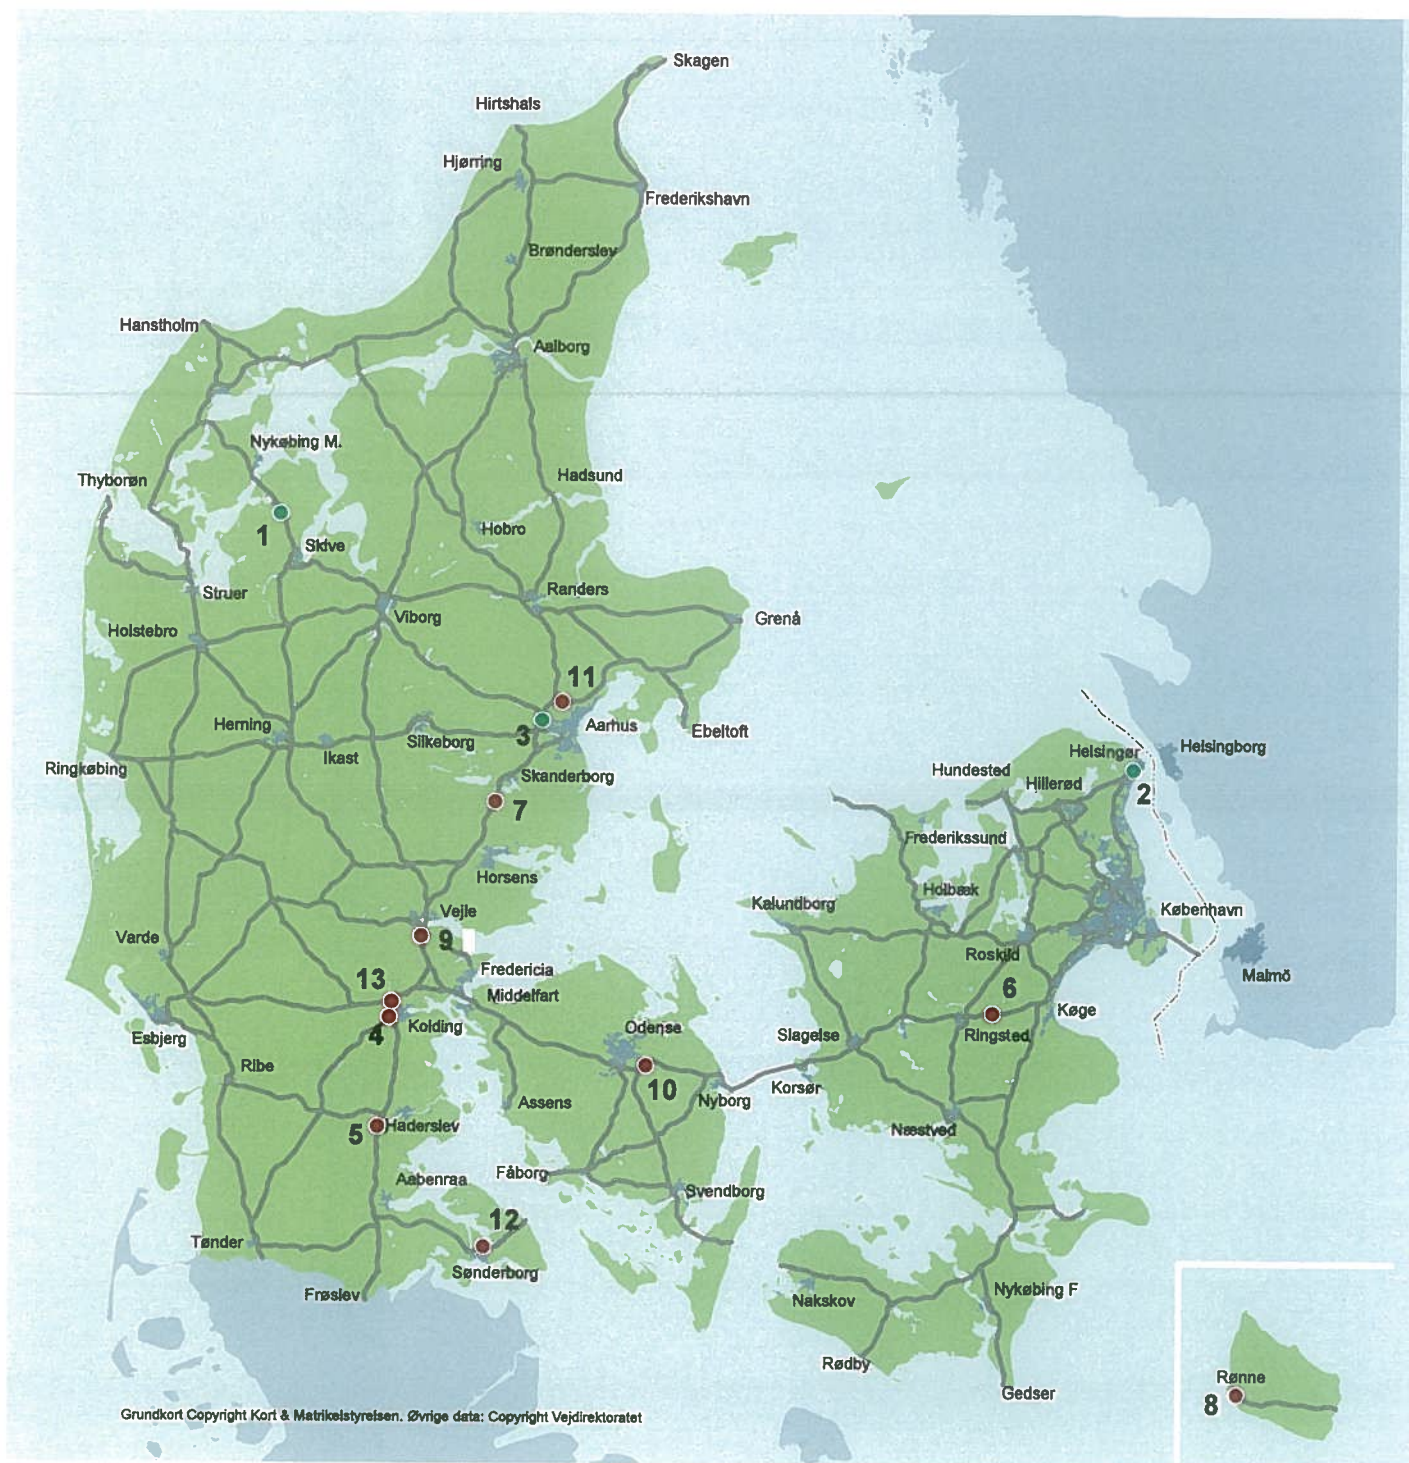 Skagen
Hirtshals
Hjørring
Frederikshavn
Brønderslev
Hanstholm
Aalborg
Nykøbing M.
Thyborøn
Hadsund
1
Hobro
Skive
Struer
Randers
Viborg
Grenå
Holstebro
11
Herning
3
Aarhus
Silkeborg
Ebeltoft
Ikast
Ringkøbing
Skanderborg
7
Helsingør
Helsingborg
Hundested
Hillerød
2
Frederikssund
Horsens
Holbæk
Kalundborg
Vejle
København
Varde
9
Roskild
Fredericia
Malmö
13
Middelfart
6
Køge
4
Kolding
Odense
Esbjerg
Slagelse
Ringsted
Ribe
10
Korsør
Nyborg
Assens
5
Haderslev
Næstved
Fåborg
Aabenraa
Svendborg
12
Tønder
Sønderborg
Frøslev
Nakskov
Nykøbing F
Rødby
Rønne
Gedser
8
Grundkort Copyright Kort & Matrikelstyrelsen. Øvrige data: Copyright Vejdirektoratet